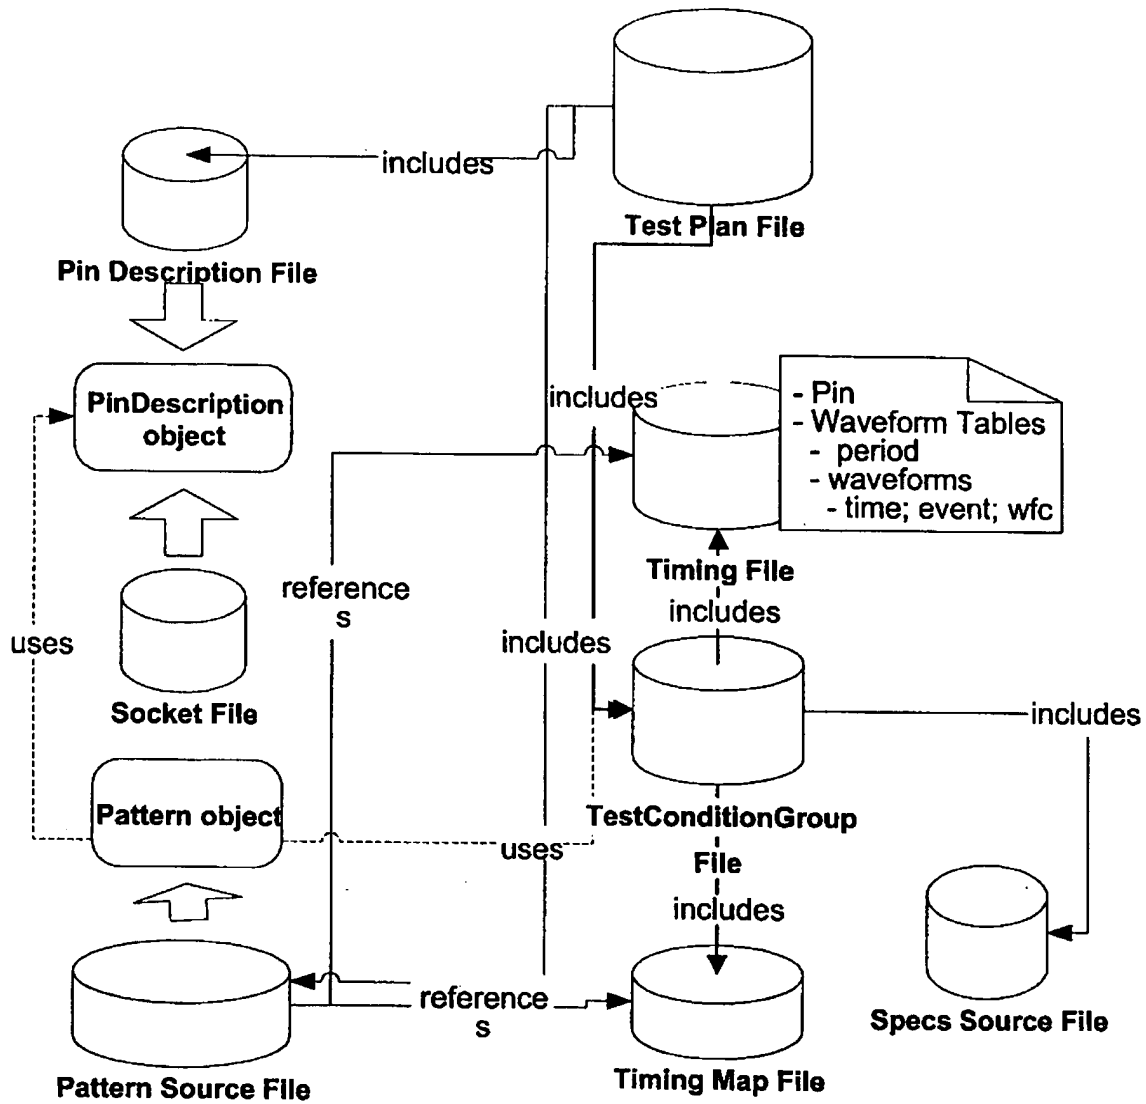 includes
Test Plan File
Pin Description File
PinDescription
object
includes
- Pin
- Waveform Tables
- period
- waveforms
- time; event; wfc
Timing File
reference
s
includes
uses
includes
Socket File
includes
Pattern object
TestConditionGroup
File
uses
includes
reference
s
Specs Source File
Pattern Source File
Timing Map File